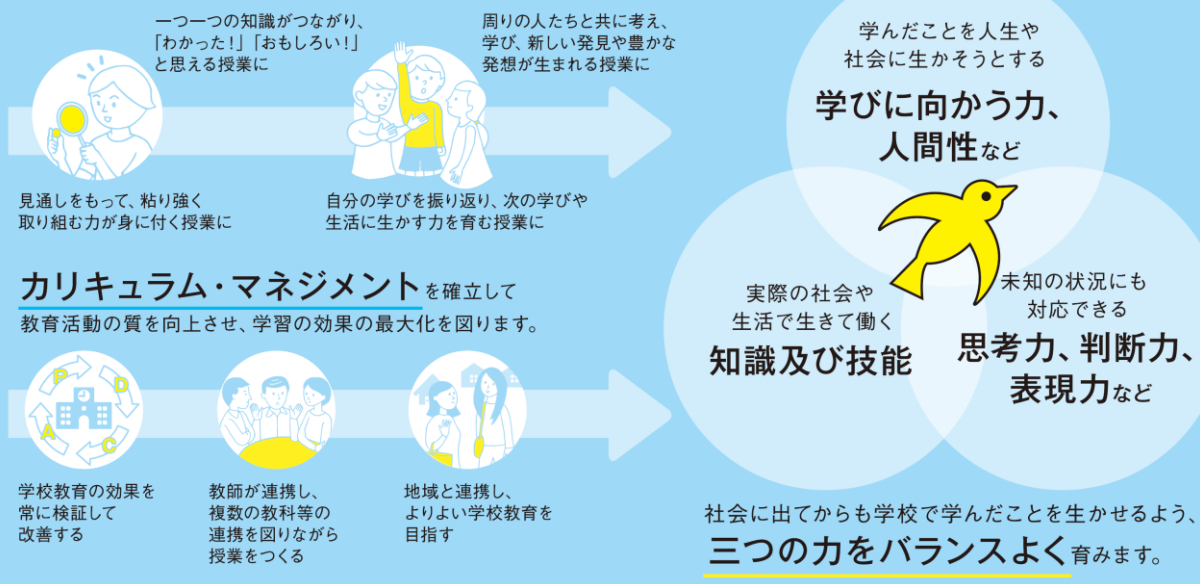 一つ一つの知識がつながり、
「わかった！」「おもしろい！」
と思える授業に
周りの人たちと共に考え、
学び、新しい発見や豊かな
発想が生まれる授業に
見通しをもって、粘り強く
取り組む力が身に付く授業に
自分の学びを振り返り、次の学びや
生活に生かす力を育む授業に
カリキュラム・マネジメントを確立して
教育活動の質を向上させ、学習の効果の最大化を図ります。
P
D
C
A
学校教育の効果を
常に検証して
改善する
教師が連携し、
複数の教科等の
連携を図りながら
授業をつくる
地域と連携し、
よりよい学校教育を
目指す
学んだことを人生や
社会に生かそうとする
学びに向かう力、
人間性など
実際の社会や
生活で生きて働く
知識及び技能
未知の状況にも
対応できる
思考力、判断力、
表現力など
社会に出てからも学校で学んだことを生かせるよう、
三つの力をバランスよく育みます。